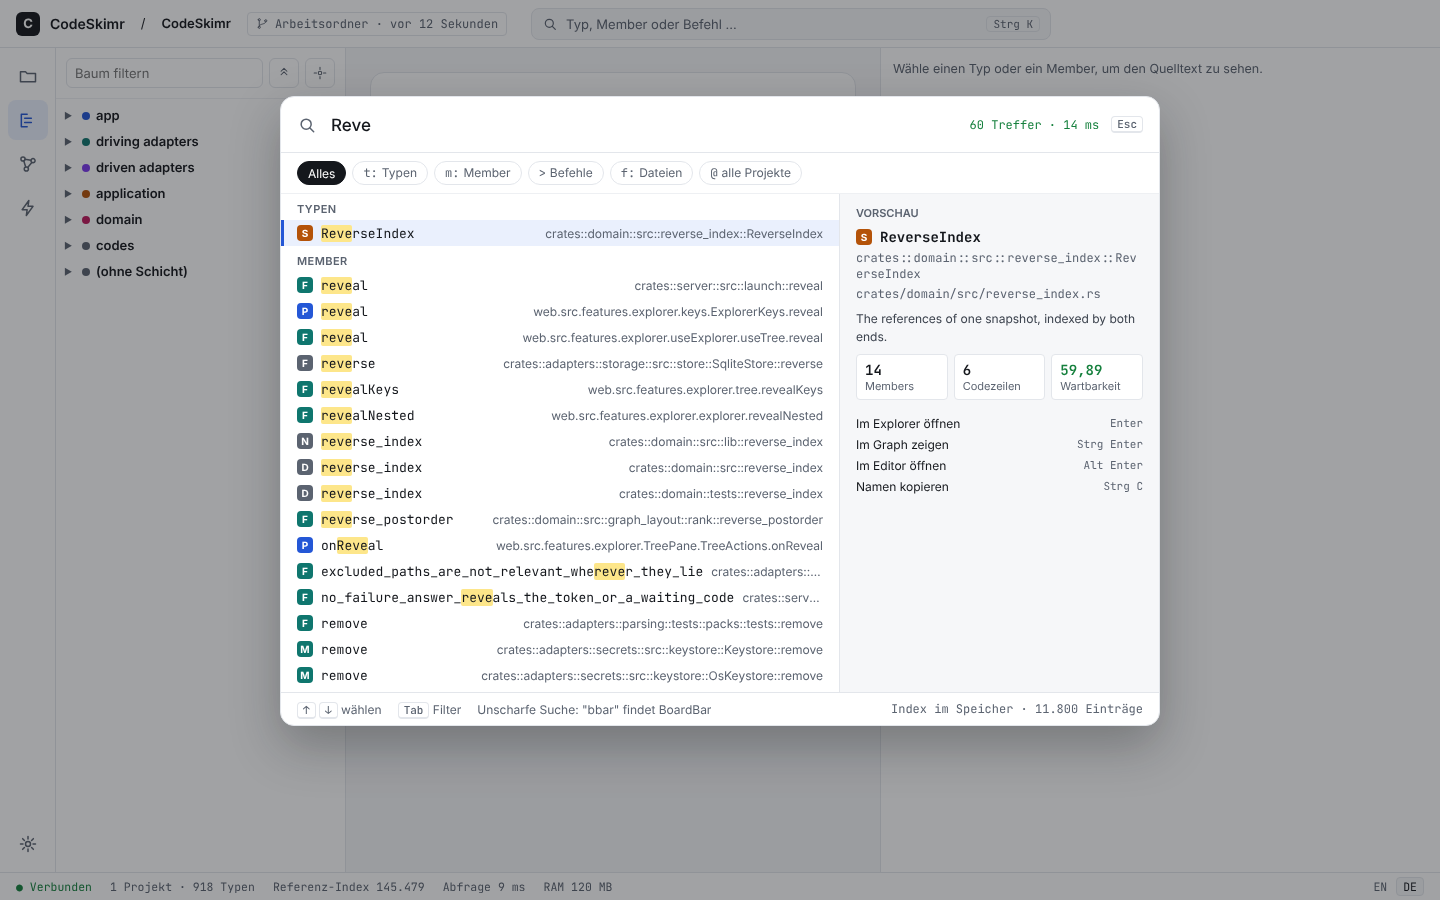 C CodeSkimr / CodeSkimr Arbeitsordner · vor 12 Sekunden Typ, Member oder Befehl ... Strg K
Baum filtern
Wähle einen Typ oder ein Member, um den Quelltext zu sehen.
app
driving adapters
driven adapters
application
domain
codes
(ohne Schicht)
Reve 60 Treffer · 14 ms Esc
Alles t: Typen m: Member > Befehle f: Dateien @ alle Projekte
TYPEN
S ReverseIndex crates::domain::src::reverse_index::ReverseIndex
MEMBER
F reveal crates::server::src::launch::reveal
P reveal web.src.features.explorer.keys.ExplorerKeys.reveal
F reveal web.src.features.explorer.useExplorer.useTree.reveal
F reverse crates::adapters::storage::src::store::SqliteStore::reverse
F revealKeys web.src.features.explorer.tree.revealKeys
F revealNested web.src.features.explorer.explorer.revealNested
N reverse_index crates::domain::src::lib::reverse_index
D reverse_index crates::domain::src::reverse_index
D reverse_index crates::domain::tests::reverse_index
F reverse_postorder crates::domain::src::graph_layout::rank::reverse_postorder
P onReveal web.src.features.explorer.TreePane.TreeActions.onReveal
F excluded_paths_are_not_relevant_wherever_they_lie crates::adapters::...
F no_failure_answer_reveals_the_token_or_a_waiting_code crates::serv...
F remove crates::adapters::parsing::tests::packs::tests::remove
M remove crates::adapters::secrets::src::keystore::Keystore::remove
M remove crates::adapters::secrets::src::keystore::OsKeystore::remove
VORSCHAU
S ReverseIndex
crates::domain::src::reverse_index::Rev
erseIndex
crates/domain/src/reverse_index.rs
The references of one snapshot, indexed by both
ends.
14 6 59,89
Members Codezeilen Wartbarkeit
Im Explorer öffnen Enter
Im Graph zeigen Strg Enter
Im Editor öffnen Alt Enter
Namen kopieren Strg C
↑ ↓ wählen Tab Filter Unscharfe Suche: "bbar" findet BoardBar Index im Speicher · 11.800 Einträge
● Verbunden 1 Projekt · 918 Typen Referenz-Index 145.479 Abfrage 9 ms RAM 120 MB EN DE